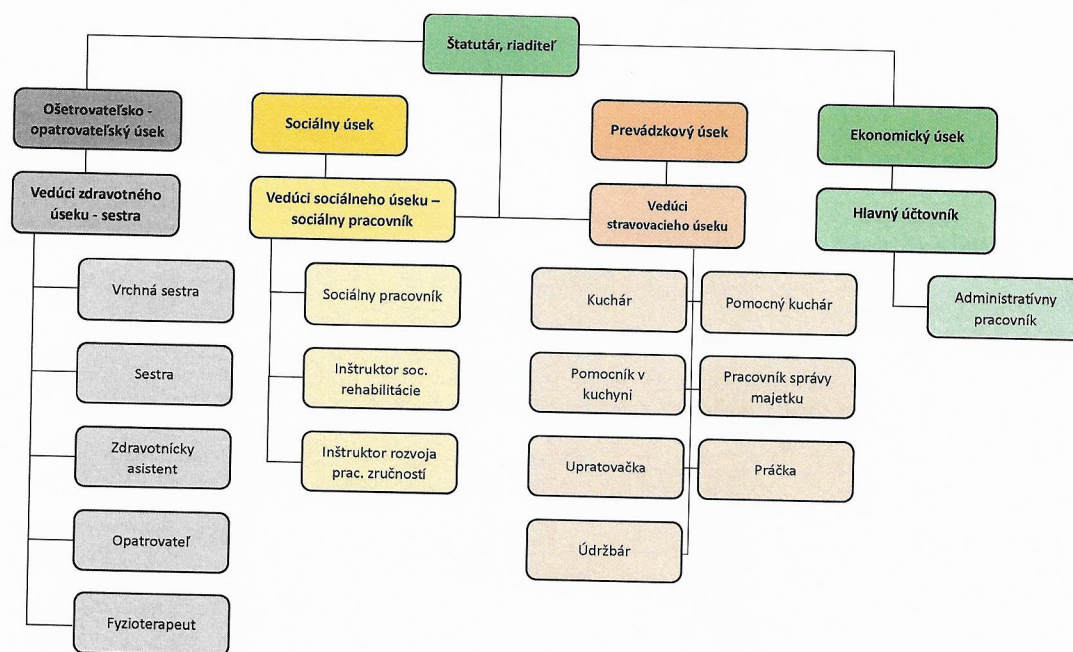 Štatutár, riaditeľ
Ošetrovateľsko -
opatrovateľský úsek
Sociálny úsek
Prevádzkový úsek
Ekonomický úsek
Vedúci zdravotného
úseku - sestra
Vedúci sociálneho úseku –
sociálny pracovník
Vedúci
stravovacieho úseku
Hlavný účtovník
Vrchná sestra
Sestra
Zdravotnícky
asistent
Opatrovateľ
Fyzioterapeut
Sociálny pracovník
Inštruktor soc.
rehabilitácie
Inštruktor rozvoja
prac. zručností
Kuchár
Pomocný kuchár
Pomocník v
kuchyni
Pracovník správy
majetku
Upratovačka
Práčka
Údržbár
Administratívny
pracovník